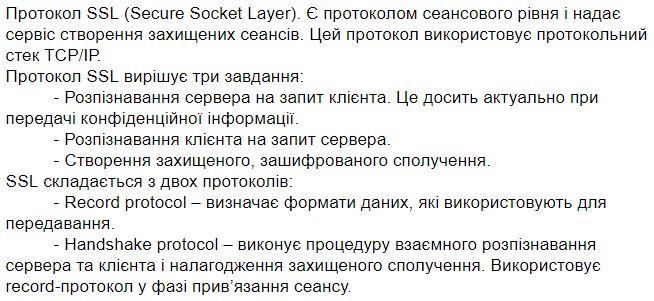 Протокол SSL (Secure Socket Layer). Є протоколом сеансового рівня і надає
сервіс створення захищених сеансів. Цей протокол використовує протокольний
стек TCP/IP.
Протокол SSL вирішує три завдання:
- Розпізнавання сервера на запит клієнта. Це досить актуально при
передачі конфіденційної інформації.
- Розпізнавання клієнта на запит сервера.
- Створення захищеного, зашифрованого сполучення.
SSL складається з двох протоколів:
- Record protocol – визначає формати даних, які використовують для
передавання.
- Handshake protocol – виконує процедуру взаємного розпізнавання
сервера та клієнта і налагодження захищеного сполучення. Використовує
record-протокол у фазі прив’язання сеансу.